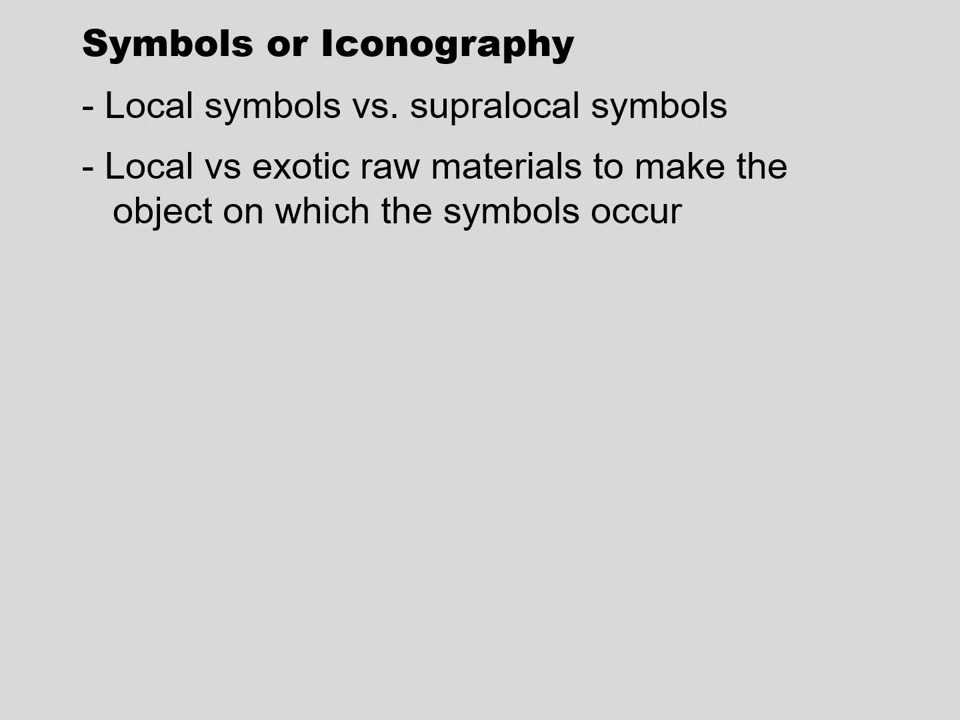 Symbols or Iconography
- Local symbols vs. supralocal symbols
- Local vs exotic raw materials to make the
object on which the symbols occur